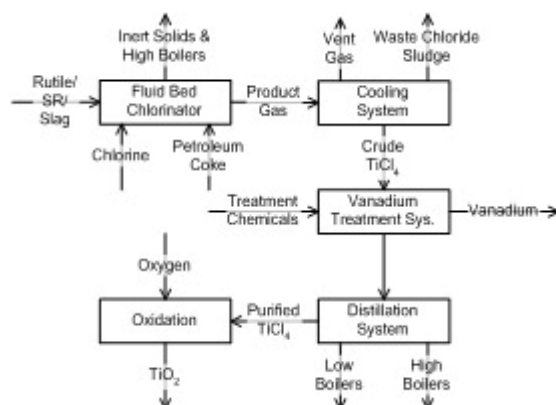 Inert Solids &
High Boilers
Vent
Gas
Waste Chloride
Sludge
Rutile/
SR/
Slag
Fluid Bed
Chlorinator
Product
Gas
Cooling
System
Chlorine
Petroleum
Coke
Crude
TiCl₄
Treatment
Chemicals
Vanadium
Treatment Sys.
Vanadium
Oxygen
Oxidation
Purified
TiCl₄
Distillation
System
TiO₂
Low
Boilers
High
Boilers